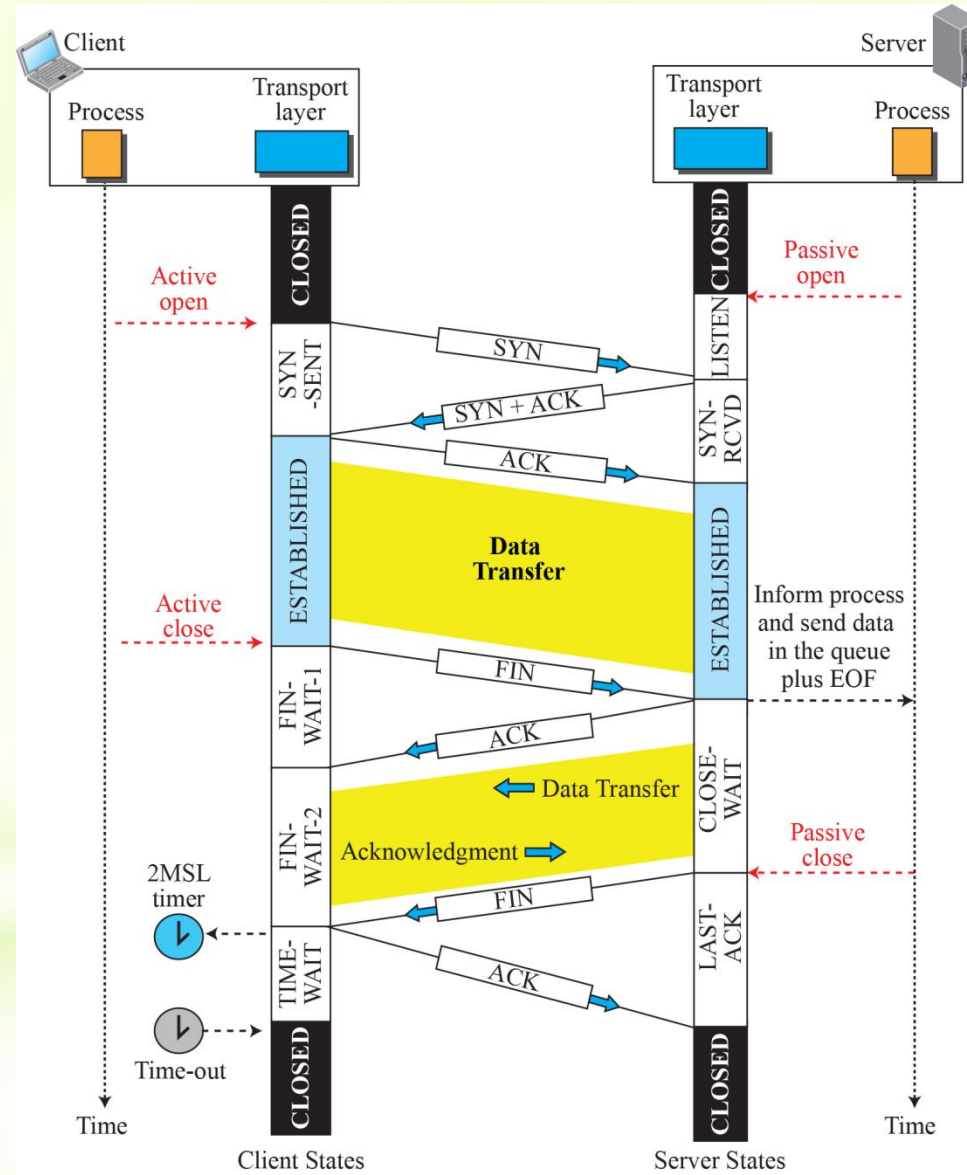 Client
Server
Process
Transport
layer
Transport
layer
Process
CLOSED
CLOSED
Active
open
Passive
open
LISTEN
SYN
-SENT
SYN
SYN + ACK
SYN-
RCVD
ACK
ESTABLISHED
Data
Transfer
ESTABLISHED
Active
close
Inform process
and send data
in the queue
plus EOF
FIN-
WAIT-1
FIN
ACK
CLOSE-
WAIT
Data Transfer
FIN-
WAIT-2
Acknowledgment
Passive
close
2MSL
timer
FIN
LAST-
ACK
TIME-
WAIT
ACK
Time-out
CLOSED
CLOSED
Time
Time
Client States
Server States